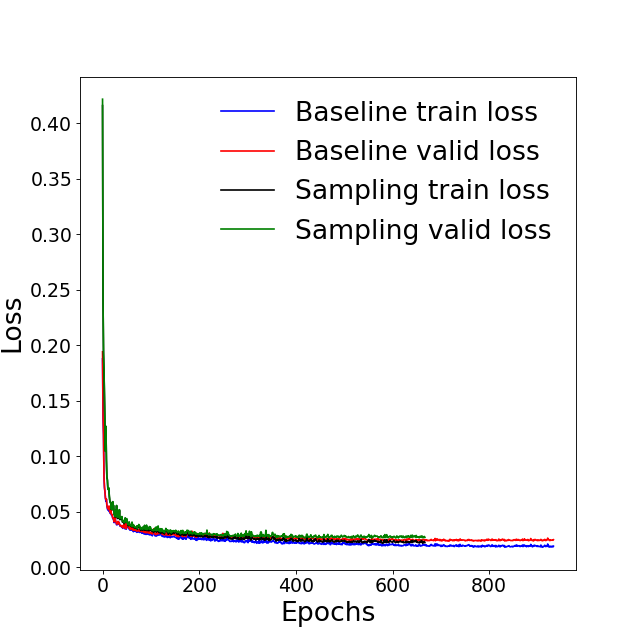 Baseline train loss
Baseline valid loss
Sampling train loss
Sampling valid loss
0.40
0.35
0.30
0.25
0.20
0.15
0.10
0.05
0.00
Loss
0 200 400 600 800
Epochs